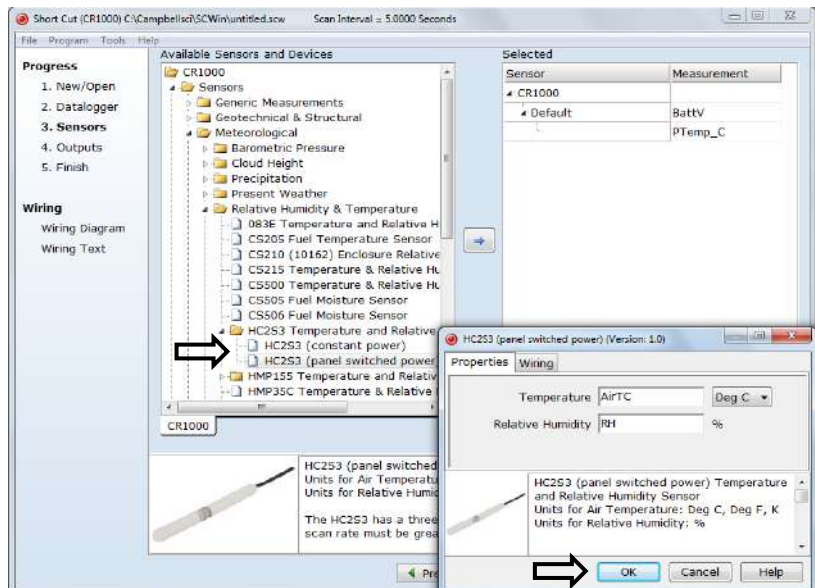 Short Cut (CR1000) C:\Campbellsci\SCWin\untitled.scw Scan Interval = 5.0000 Seconds
File Program Tools Help
Progress
1. New/Open
2. Datalogger
3. Sensors
4. Outputs
5. Finish
Wiring
Wiring Diagram
Wiring Text
Available Sensors and Devices
CR1000
Sensors
Generic Measurements
Geotechnical & Structural
Meteorological
Barometric Pressure
Cloud Height
Precipitation
Present Weather
Relative Humidity & Temperature
083E Temperature and Relative H
CS205 Fuel Temperature Sensor
CS210 (10162) Enclosure Relative
CS215 Temperature & Relative Hu
CS500 Temperature & Relative Hu
CS505 Fuel Moisture Sensor
CS506 Fuel Moisture Sensor
HC2S3 Temperature and Relative
HC2S3 (constant power)
HC2S3 (panel switched power
HMP155 Temperature and Relativ
HMP35C Temperature & Relative
CR1000
Selected
Sensor Measurement
CR1000
Default BattV
PTemp_C
HC2S3 (panel switched
Units for Air Temperatu
Units for Relative Humid
The HC2S3 has a three
scan rate must be grea
Pre
HC2S3 (panel switched power) (Version: 1.0)
Properties Wiring
Temperature AirTC Deg C
Relative Humidity RH %
HC2S3 (panel switched power) Temperature
and Relative Humidity Sensor
Units for Air Temperature: Deg C, Deg F, K
Units for Relative Humidity: %
OK Cancel Help